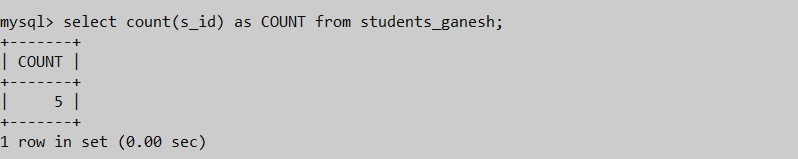 mysql> select count(s_id) as COUNT from students_ganesh;
+-------+
| COUNT |
+-------+
|     5 |
+-------+
1 row in set (0.00 sec)